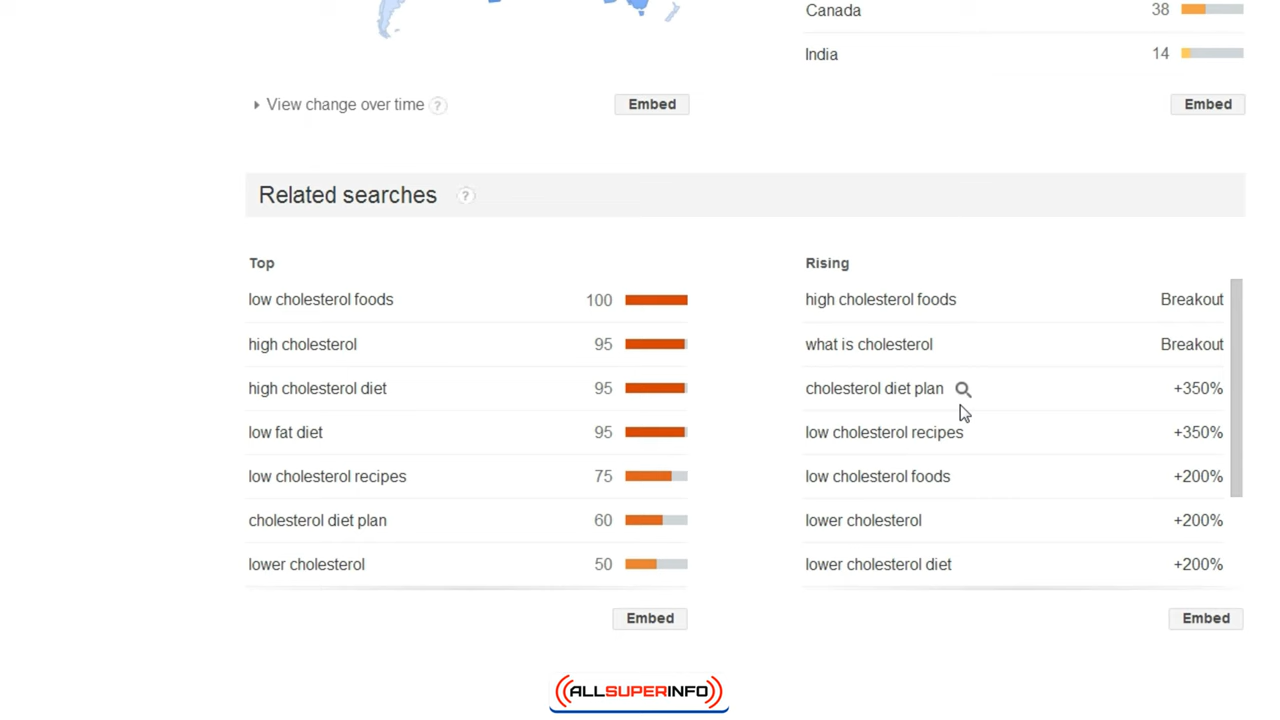 Canada 38
India 14
View change over time ?
Embed
Embed
Related searches ?
Top
low cholesterol foods 100
high cholesterol 95
high cholesterol diet 95
low fat diet 95
low cholesterol recipes 75
cholesterol diet plan 60
lower cholesterol 50
Embed
Rising
high cholesterol foods Breakout
what is cholesterol Breakout
cholesterol diet plan +350%
low cholesterol recipes +350%
low cholesterol foods +200%
lower cholesterol +200%
lower cholesterol diet +200%
Embed
ALLSUPERINFO